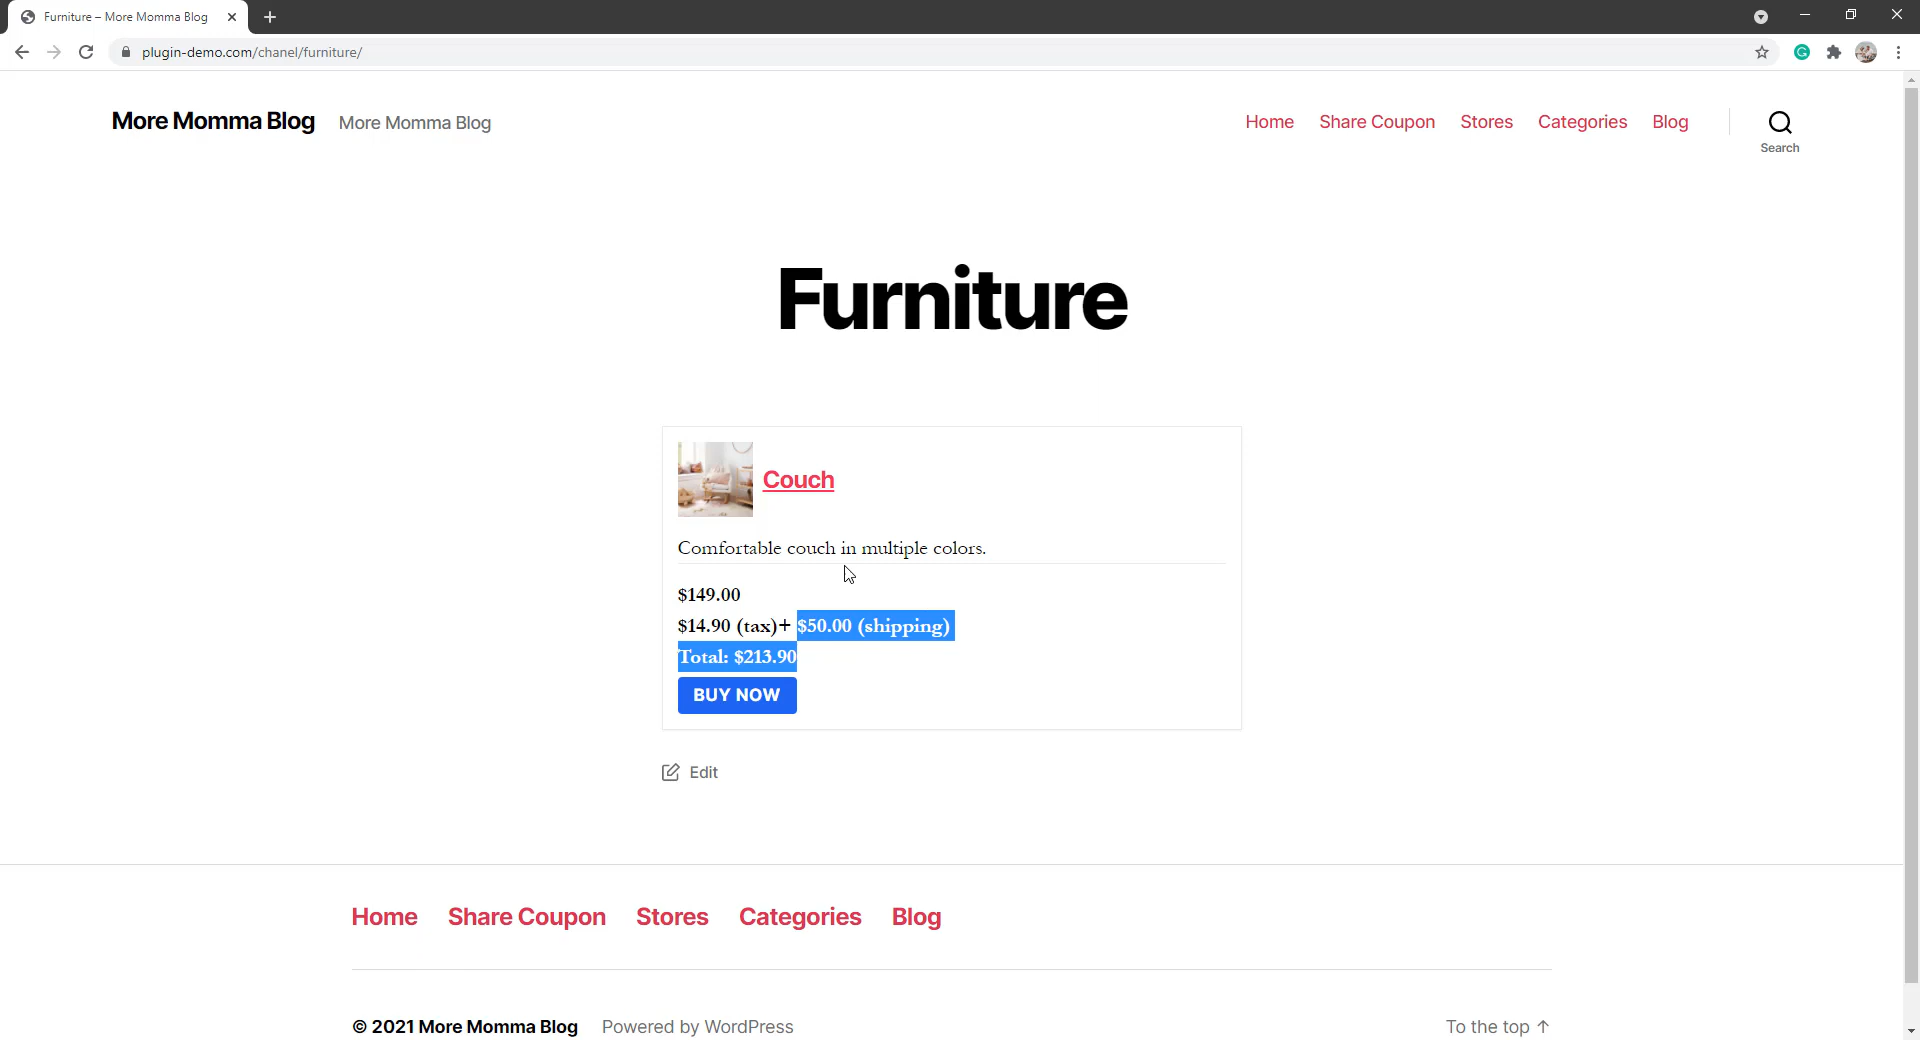 Furniture – More Momma Blog
plugin-demo.com/chanel/furniture/
More Momma Blog More Momma Blog Home Share Coupon Stores Categories Blog
Search
Furniture
Couch
Comfortable couch in multiple colors.
$149.00
$14.90 (tax)+ $50.00 (shipping)
Total: $213.90
BUY NOW
Edit
Home Share Coupon Stores Categories Blog
© 2021 More Momma Blog Powered by WordPress To the top ↑